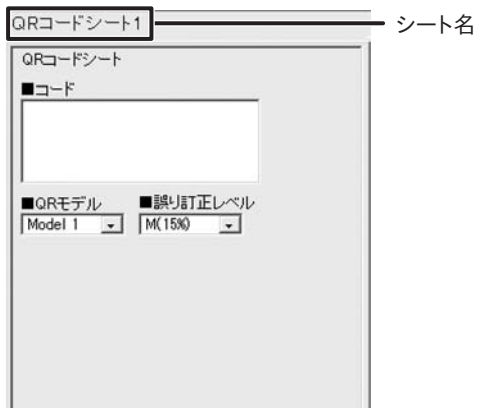 QRコードシート1
シート名
QRコードシート
■コード
■QRモデル ■誤り訂正レベル
Model 1 M(15%)